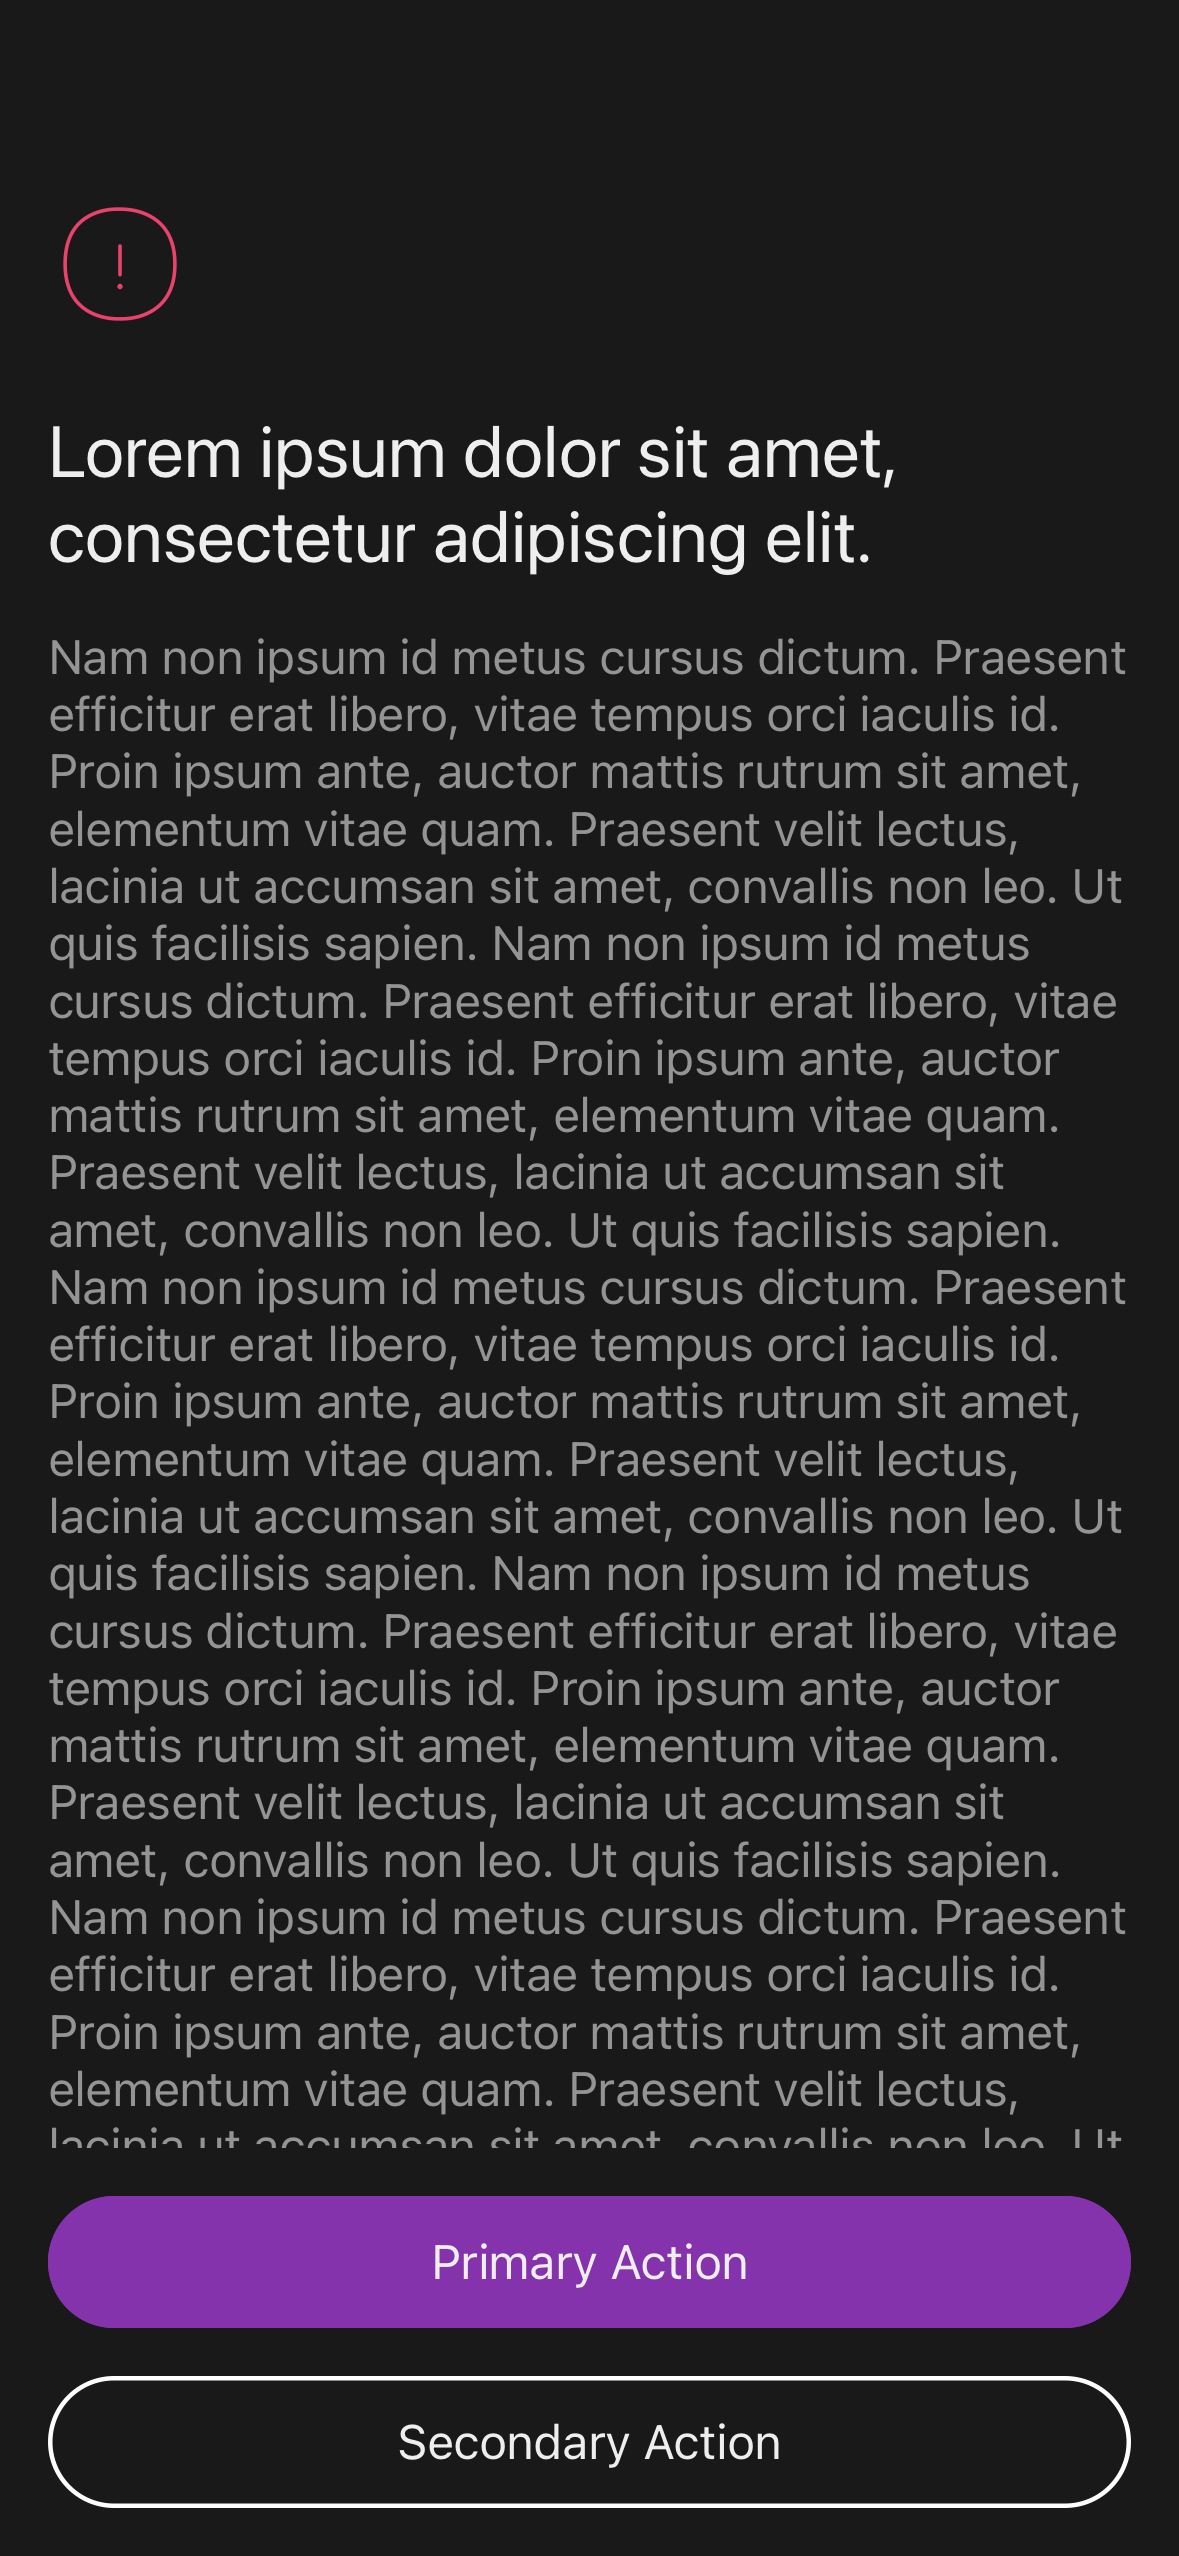 !
Lorem ipsum dolor sit amet,
consectetur adipiscing elit.
Nam non ipsum id metus cursus dictum. Praesent
efficitur erat libero, vitae tempus orci iaculis id.
Proin ipsum ante, auctor mattis rutrum sit amet,
elementum vitae quam. Praesent velit lectus,
lacinia ut accumsan sit amet, convallis non leo. Ut
quis facilisis sapien. Nam non ipsum id metus
cursus dictum. Praesent efficitur erat libero, vitae
tempus orci iaculis id. Proin ipsum ante, auctor
mattis rutrum sit amet, elementum vitae quam.
Praesent velit lectus, lacinia ut accumsan sit
amet, convallis non leo. Ut quis facilisis sapien.
Nam non ipsum id metus cursus dictum. Praesent
efficitur erat libero, vitae tempus orci iaculis id.
Proin ipsum ante, auctor mattis rutrum sit amet,
elementum vitae quam. Praesent velit lectus,
lacinia ut accumsan sit amet, convallis non leo. Ut
quis facilisis sapien. Nam non ipsum id metus
cursus dictum. Praesent efficitur erat libero, vitae
tempus orci iaculis id. Proin ipsum ante, auctor
mattis rutrum sit amet, elementum vitae quam.
Praesent velit lectus, lacinia ut accumsan sit
amet, convallis non leo. Ut quis facilisis sapien.
Nam non ipsum id metus cursus dictum. Praesent
efficitur erat libero, vitae tempus orci iaculis id.
Proin ipsum ante, auctor mattis rutrum sit amet,
elementum vitae quam. Praesent velit lectus,
lacinia ut accumsan sit amet, convallis non leo. Ut
Primary Action
Secondary Action